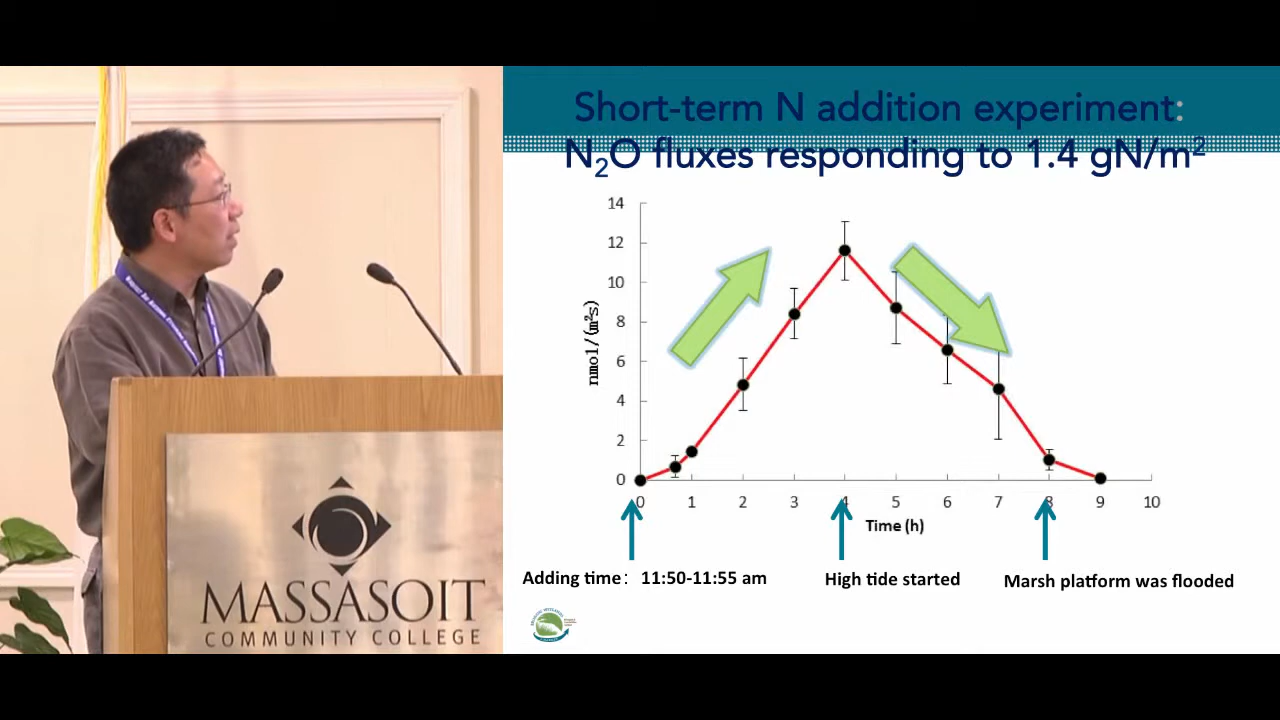 Short-term N addition experiment:
N₂O fluxes responding to 1.4 gN/m²
14
12
10
8
6
4
2
0
nmol/(m²s)
0 1 2 3 4 5 6 7 8 9 10
Time (h)
Adding time: 11:50-11:55 am
High tide started
Marsh platform was flooded
MASSASOIT
COMMUNITY COLLEGE